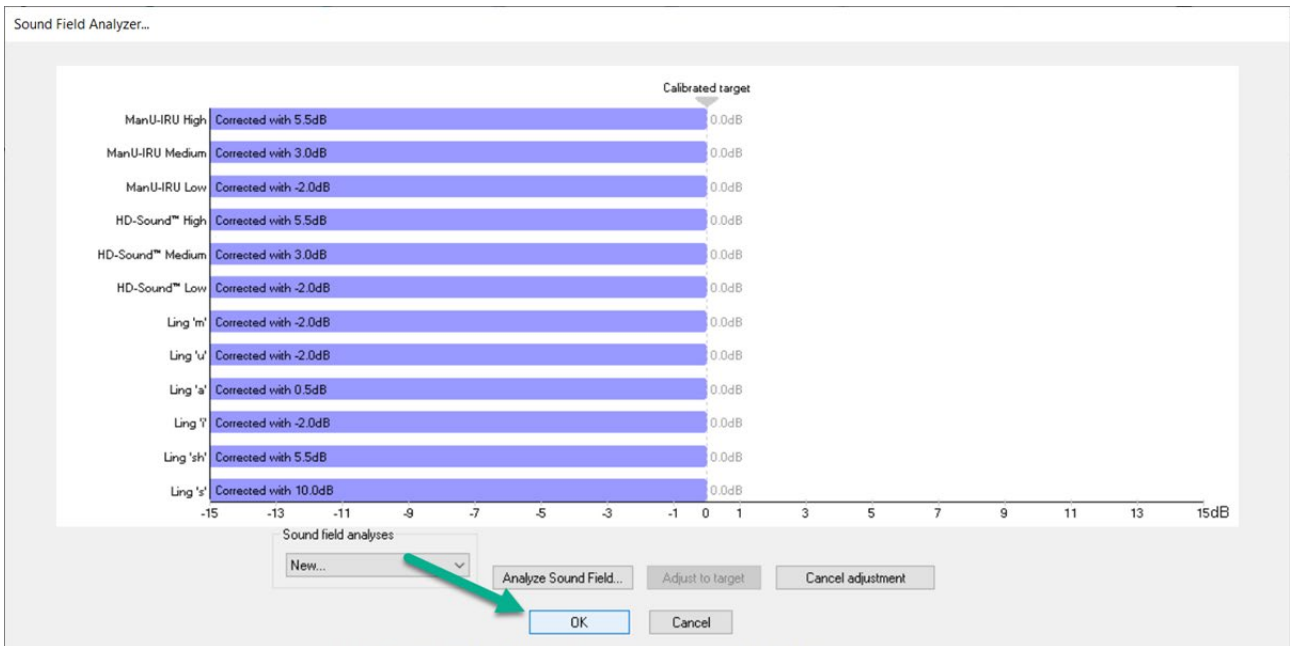 Sound Field Analyzer...
Calibrated target
ManU-IRU High Corrected with 5.5dB 0.0dB
ManU-IRU Medium Corrected with 3.0dB 0.0dB
ManU-IRU Low Corrected with -2.0dB 0.0dB
HD-Sound™ High Corrected with 5.5dB 0.0dB
HD-Sound™ Medium Corrected with 3.0dB 0.0dB
HD-Sound™ Low Corrected with -2.0dB 0.0dB
Ling 'm' Corrected with -2.0dB 0.0dB
Ling 'u' Corrected with -2.0dB 0.0dB
Ling 'a' Corrected with 0.5dB 0.0dB
Ling 'i' Corrected with -2.0dB 0.0dB
Ling 'sh' Corrected with 5.5dB 0.0dB
Ling 's' Corrected with 10.0dB 0.0dB
-15 -13 -11 -9 -7 -5 -3 -1 0 1 3 5 7 9 11 13 15dB
Sound field analyses
New... Analyze Sound Field... Adjust to target Cancel adjustment
OK Cancel